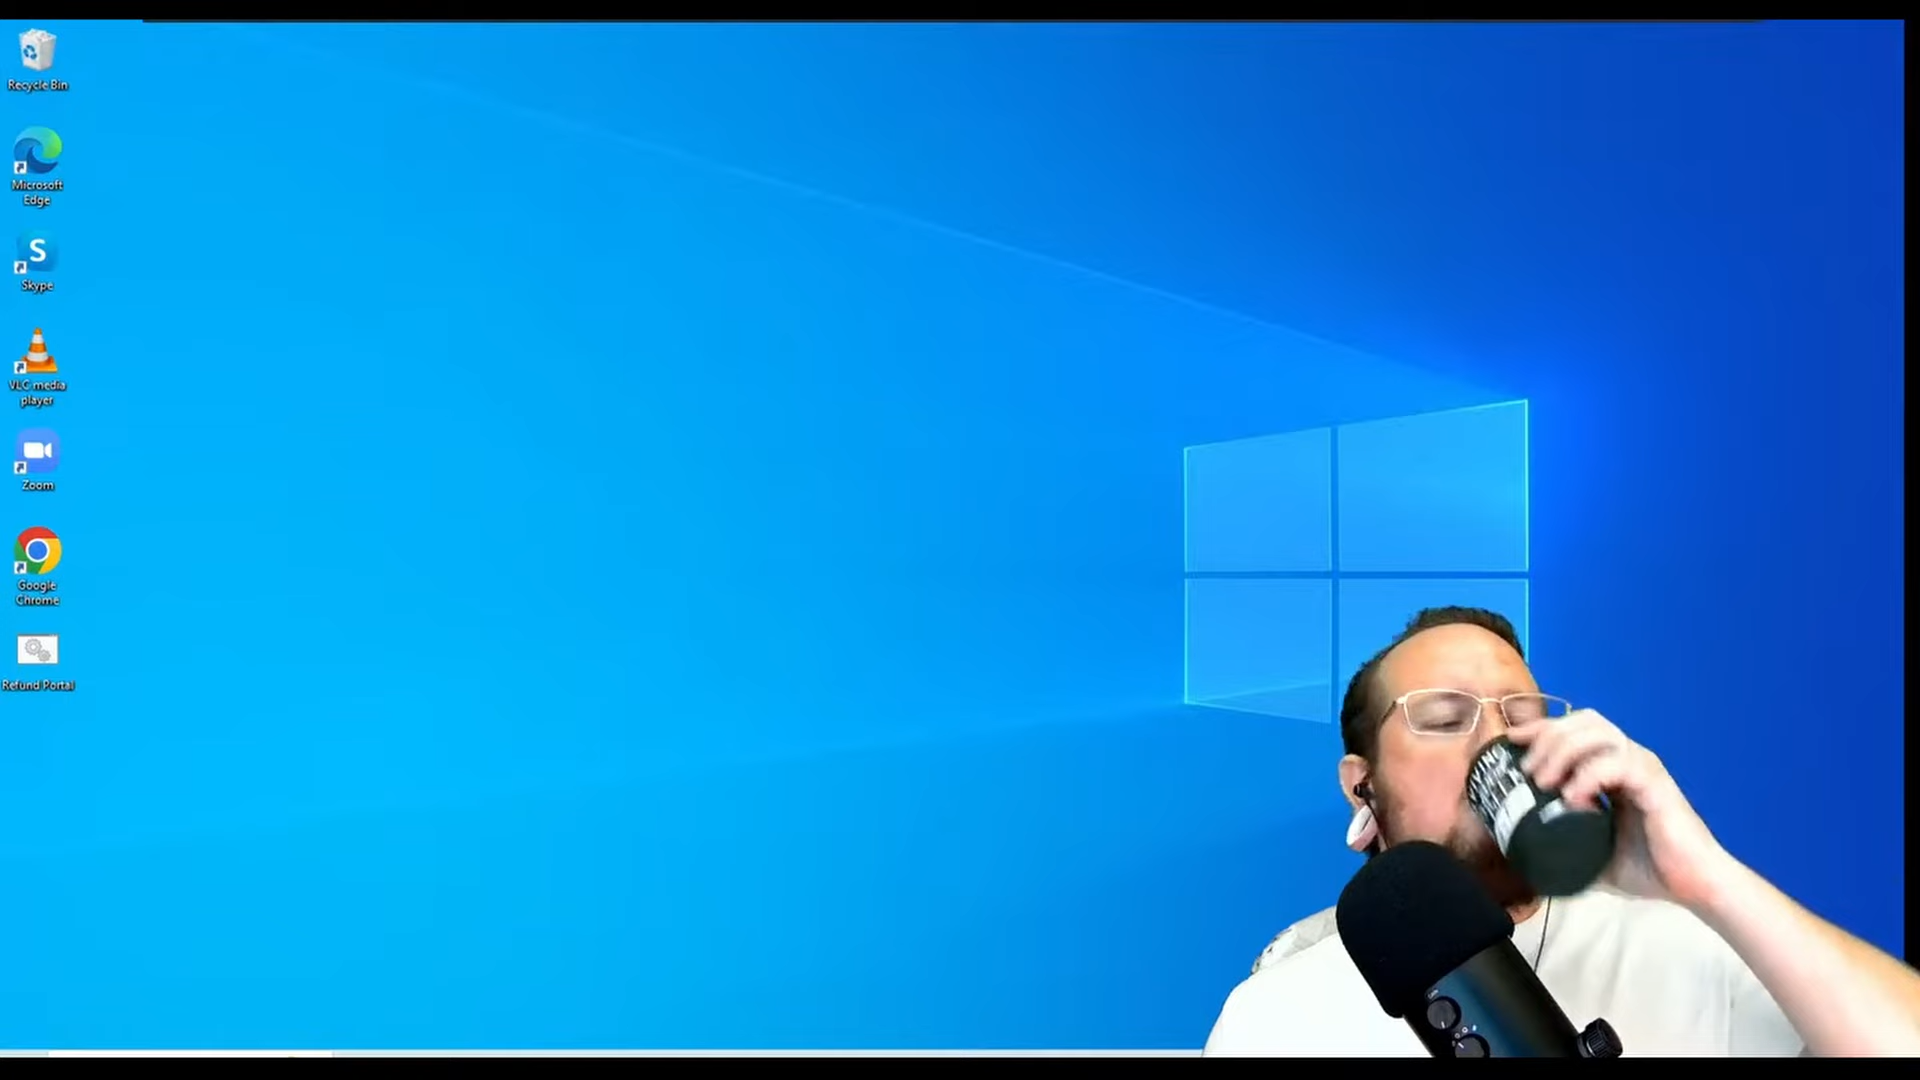 Recycle Bin
Microsoft
Edge
S
Skype
VLC media
player
Zoom
Google
Chrome
Refund Portal